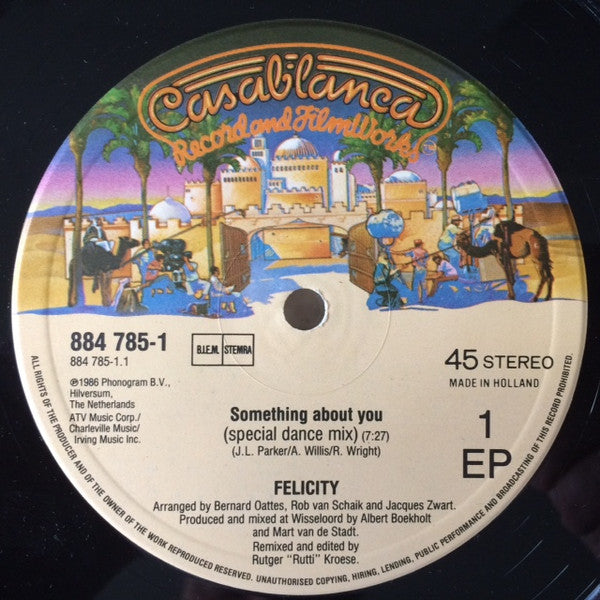 Casablanca
Record and FilmWorks
884 785-1
884 785-1.1
B.I.E.M. STEMRA
45 STEREO
MADE IN HOLLAND
℗1986 Phonogram B.V.,
Hilversum,
The Netherlands
ATV Music Corp./
Charleville Music/
Irving Music Inc.
Something about you
(special dance mix) (7:27)
(J.L. Parker/A. Willis/R. Wright)
1
EP
FELICITY
Arranged by Bernard Oattes, Rob van Schaik and Jacques Zwart.
Produced and mixed at Wisseloord by Albert Boekholt
and Mart van de Stadt.
Remixed and edited by
Rutger "Rutti" Kroese.
ALL RIGHTS OF THE PRODUCER AND OF THE OWNER OF THE WORK REPRODUCED RESERVED. UNAUTHORISED COPYING, HIRING, LENDING, PUBLIC PERFORMANCE AND BROADCASTING OF THIS RECORD PROHIBITED.